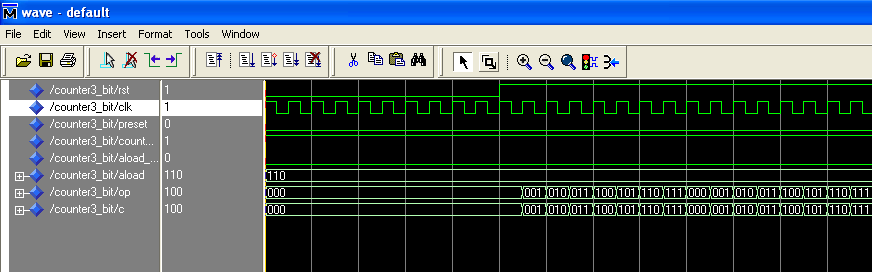 wave - default
File Edit View Insert Format Tools Window
/counter3_bit/rst 1
/counter3_bit/clk 1
/counter3_bit/preset 0
/counter3_bit/count... 1
/counter3_bit/aload_... 0
/counter3_bit/aload 110 110
/counter3_bit/op 100 000 001 010 011 100 101 110 111 000 001 010 011 100 101 110 111
/counter3_bit/c 100 000 001 010 011 100 101 110 111 000 001 010 011 100 101 110 111